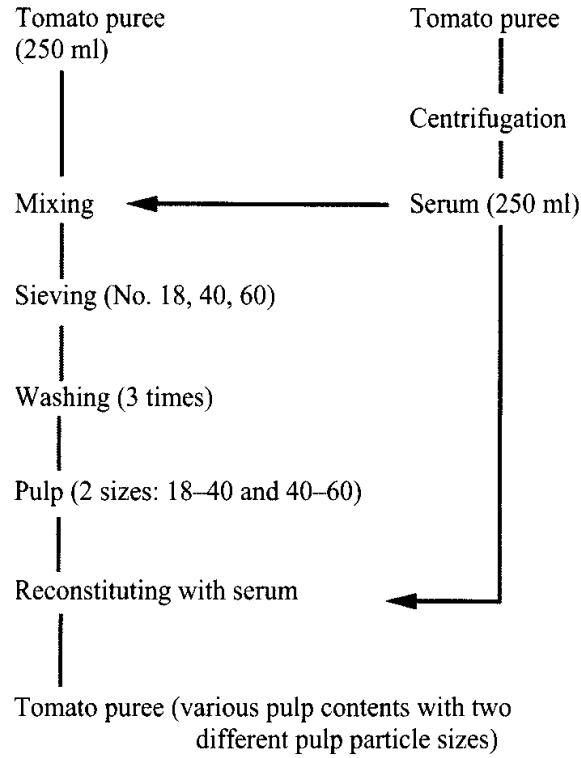 Tomato puree
(250 ml)
Tomato puree
Centrifugation
Mixing
Serum (250 ml)
Sieving (No. 18, 40, 60)
Washing (3 times)
Pulp (2 sizes: 18–40 and 40–60)
Reconstituting with serum
Tomato puree (various pulp contents with two
different pulp particle sizes)